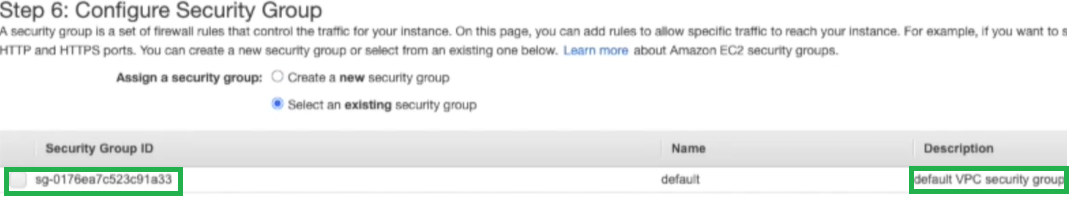 Step 6: Configure Security Group
A security group is a set of firewall rules that control the traffic for your instance. On this page, you can add rules to allow specific traffic to reach your instance. For example, if you want to s
HTTP and HTTPS ports. You can create a new security group or select from an existing one below. Learn more about Amazon EC2 security groups.
Assign a security group: Create a new security group
Select an existing security group
Security Group ID Name Description
sg-0176ea7c523c91a33 default default VPC security group